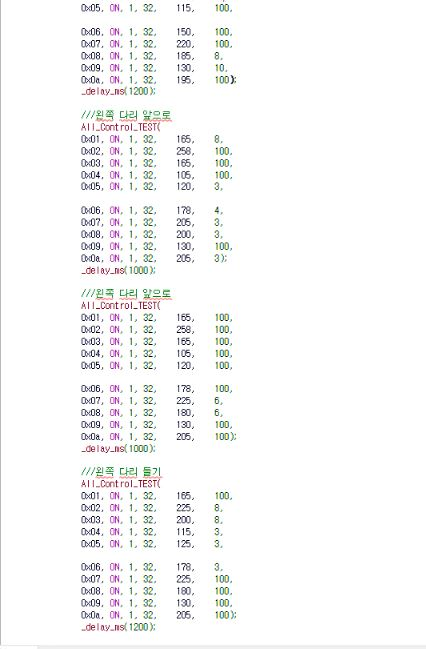 0x05, ON, 1, 32, 115, 100,
0x06, ON, 1, 32, 150, 100,
0x07, ON, 1, 32, 220, 100,
0x08, ON, 1, 32, 185, 8,
0x09, ON, 1, 32, 130, 10,
0x0a, ON, 1, 32, 195, 100);
_delay_ms(1200);
///왼쪽 다리 앞으로
All_Control_TEST(
0x01, ON, 1, 32, 165, 8,
0x02, ON, 1, 32, 258, 100,
0x03, ON, 1, 32, 165, 100,
0x04, ON, 1, 32, 105, 100,
0x05, ON, 1, 32, 120, 3,
0x06, ON, 1, 32, 178, 4,
0x07, ON, 1, 32, 205, 3,
0x08, ON, 1, 32, 200, 3,
0x09, ON, 1, 32, 130, 100,
0x0a, ON, 1, 32, 205, 3);
_delay_ms(1000);
///왼쪽 다리 앞으로
All_Control_TEST(
0x01, ON, 1, 32, 165, 100,
0x02, ON, 1, 32, 258, 100,
0x03, ON, 1, 32, 165, 100,
0x04, ON, 1, 32, 105, 100,
0x05, ON, 1, 32, 120, 100,
0x06, ON, 1, 32, 178, 100,
0x07, ON, 1, 32, 225, 6,
0x08, ON, 1, 32, 180, 6,
0x09, ON, 1, 32, 130, 100,
0x0a, ON, 1, 32, 205, 100);
_delay_ms(1000);
///왼쪽 다리 들기
All_Control_TEST(
0x01, ON, 1, 32, 165, 100,
0x02, ON, 1, 32, 225, 8,
0x03, ON, 1, 32, 200, 8,
0x04, ON, 1, 32, 115, 3,
0x05, ON, 1, 32, 125, 3,
0x06, ON, 1, 32, 178, 3,
0x07, ON, 1, 32, 225, 100,
0x08, ON, 1, 32, 180, 100,
0x09, ON, 1, 32, 130, 100,
0x0a, ON, 1, 32, 205, 100);
_delay_ms(1200);